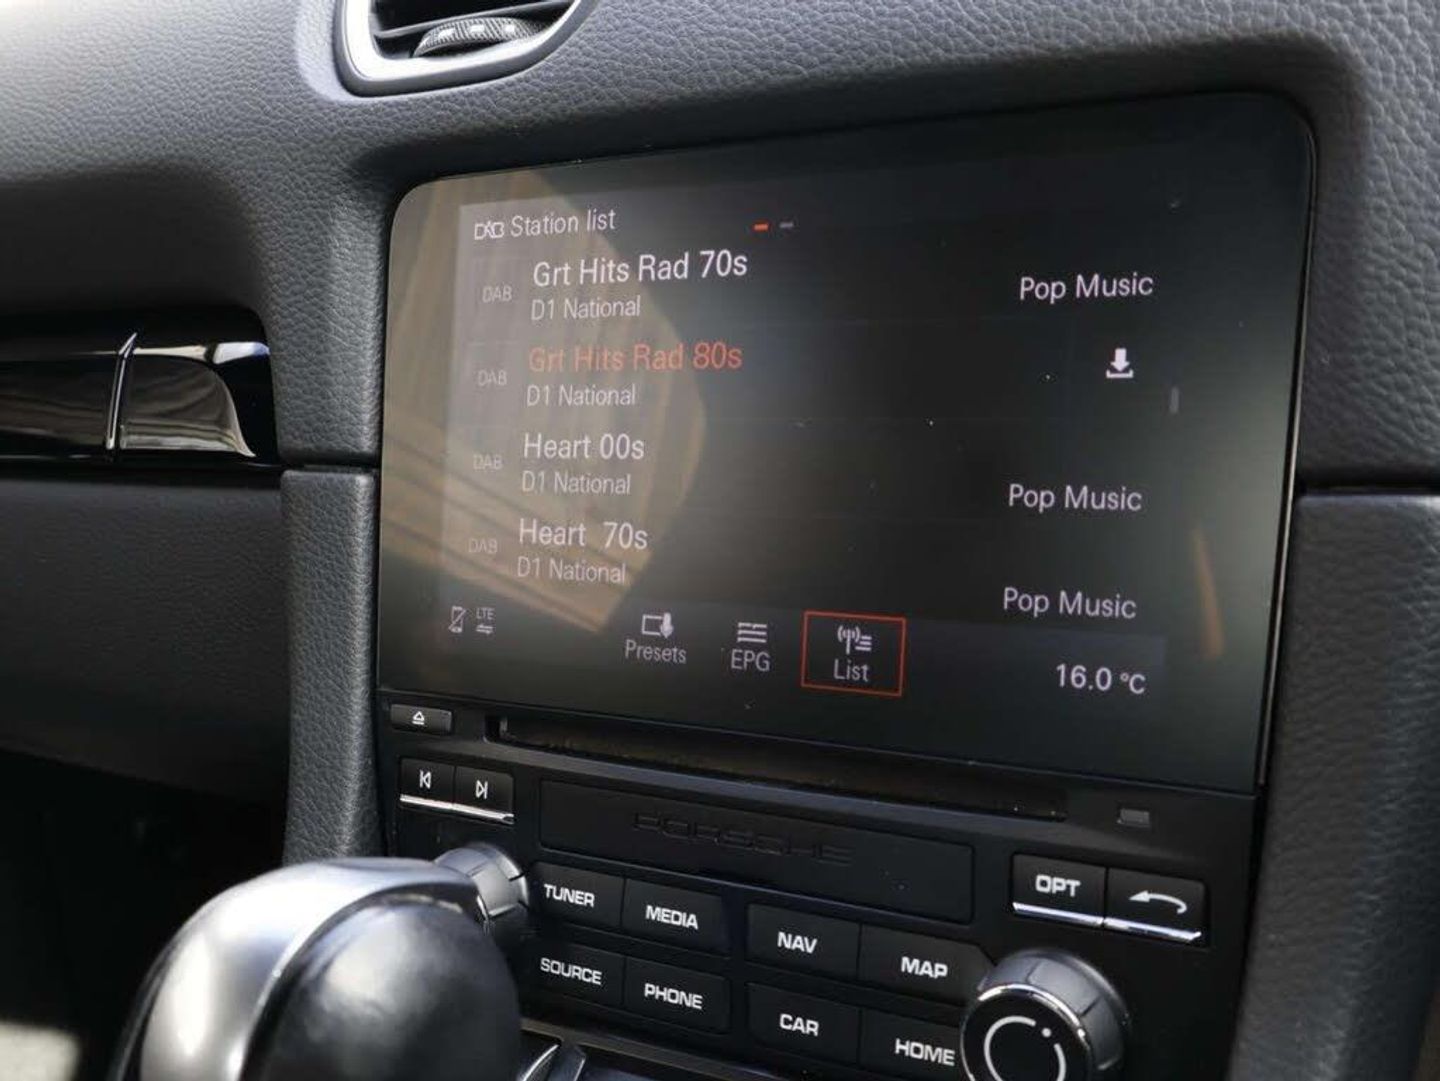 DAB Station list
Grt Hits Rad 70s
DAB
D1 National
Pop Music
Grt Hits Rad 80s
DAB
D1 National
Heart 00s
DAB
D1 National
Pop Music
Heart 70s
DAB
D1 National
Pop Music
LTE
Presets
EPG
List
16.0 °C
PORSCHE
TUNER
MEDIA
NAV
MAP
OPT
SOURCE
PHONE
CAR
HOME